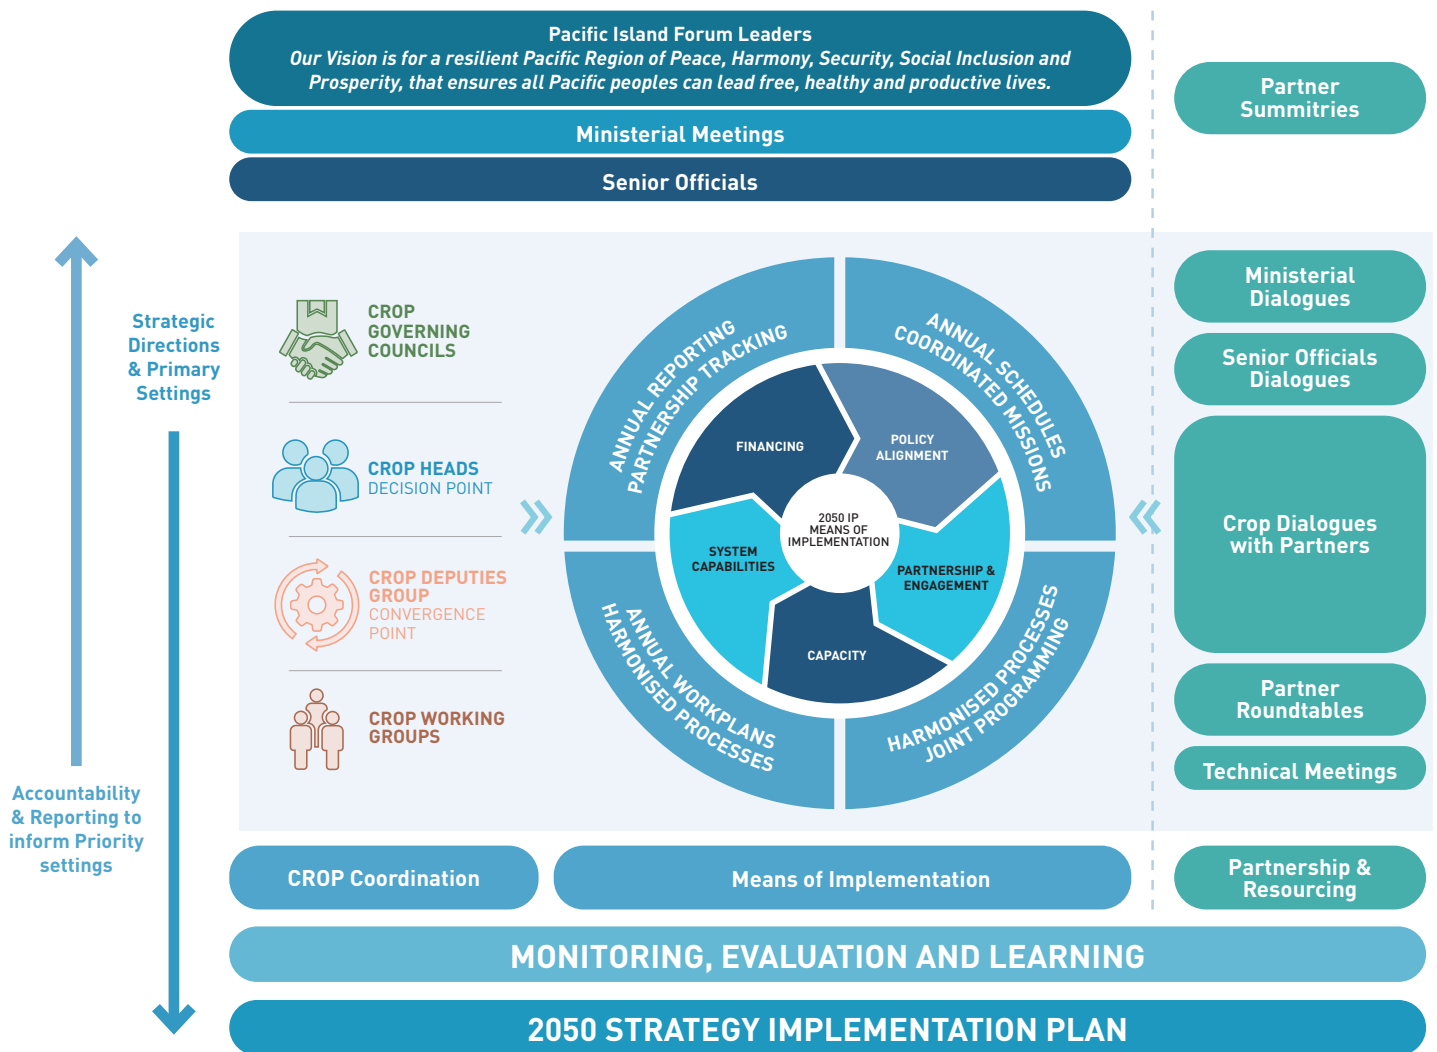 Pacific Island Forum Leaders
Our Vision is for a resilient Pacific Region of Peace, Harmony, Security, Social Inclusion and
Prosperity, that ensures all Pacific peoples can lead free, healthy and productive lives.
Ministerial Meetings
Senior Officials
Partner
Summitries
Strategic
Directions
& Primary
Settings
Accountability
& Reporting to
inform Priority
settings
CROP
GOVERNING
COUNCILS
CROP HEADS
DECISION POINT
CROP DEPUTIES
GROUP
CONVERGENCE
POINT
CROP WORKING
GROUPS
ANNUAL REPORTING
PARTNERSHIP TRACKING
ANNUAL SCHEDULES
COORDINATED MISSIONS
ANNUAL WORKPLANS
HARMONISED PROCESSES
HARMONISED PROCESSES
JOINT PROGRAMMING
FINANCING
POLICY
ALIGNMENT
SYSTEM
CAPABILITIES
PARTNERSHIP &
ENGAGEMENT
CAPACITY
2050 IP
MEANS OF
IMPLEMENTATION
Ministerial
Dialogues
Senior Officials
Dialogues
Crop Dialogues
with Partners
Partner
Roundtables
Technical Meetings
CROP Coordination
Means of Implementation
Partnership &
Resourcing
MONITORING, EVALUATION AND LEARNING
2050 STRATEGY IMPLEMENTATION PLAN